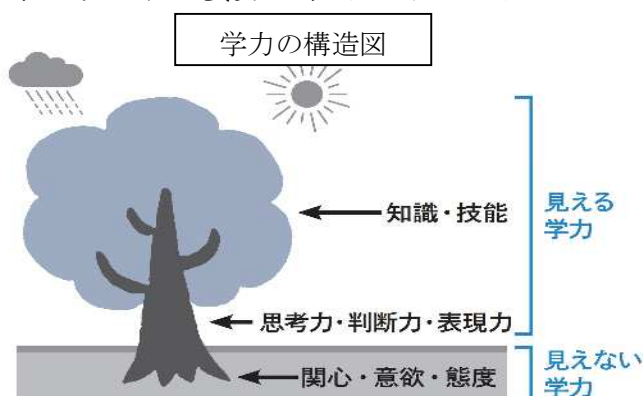 学力の構造図
知識・技能
見える
学力
思考力・判断力・表現力
見えない
学力
関心・意欲・態度